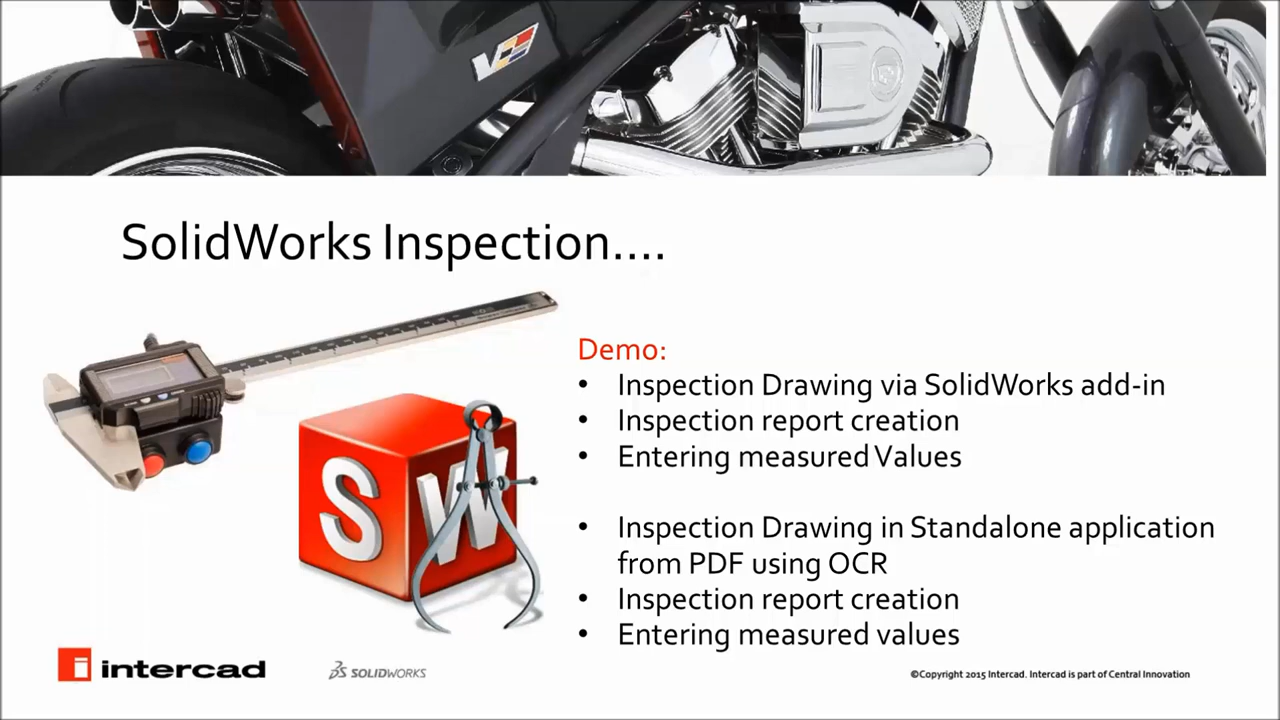 SolidWorks Inspection....
Demo:
• Inspection Drawing via SolidWorks add-in
• Inspection report creation
• Entering measured Values
• Inspection Drawing in Standalone application
from PDF using OCR
• Inspection report creation
• Entering measured values
S W
intercad
SOLIDWORKS
©Copyright 2015 Intercad. Intercad is part of Central Innovation